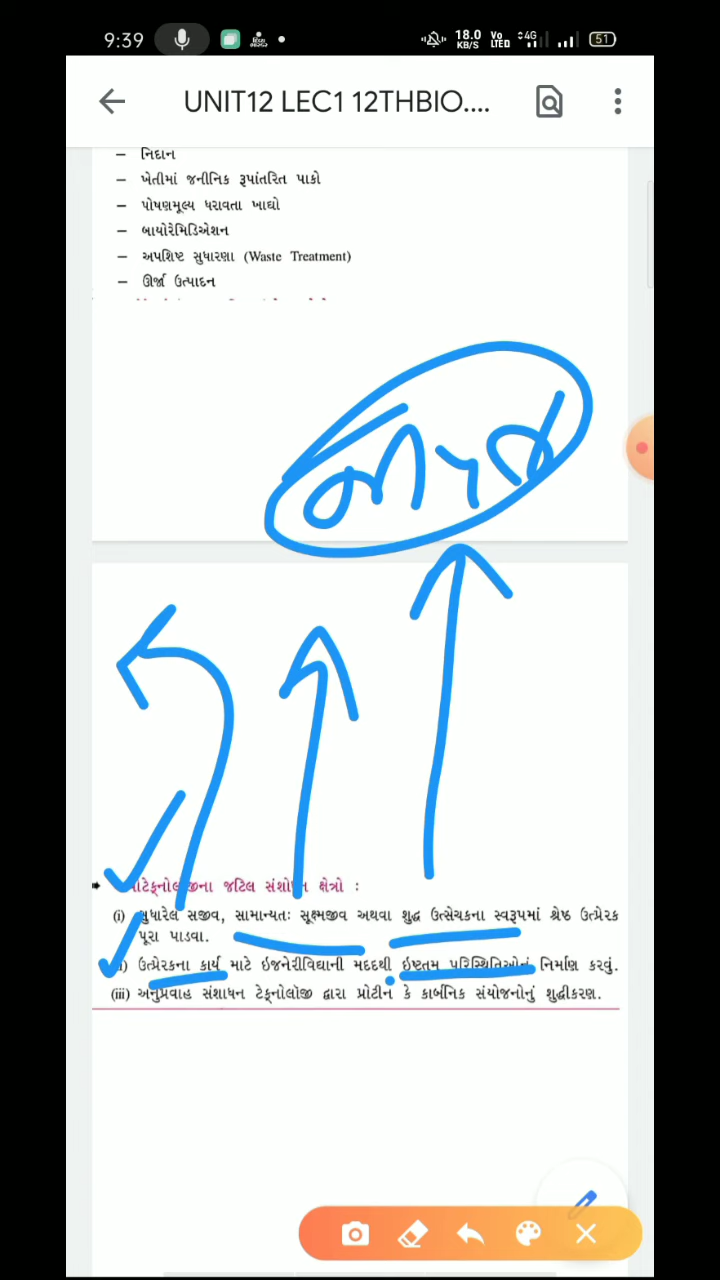 9:39
18.0 KB/S Vo LTED 4G 51
UNIT12 LEC1 12THBIO....
– નિદાન
– ખેતીમાં જનીનિક રૂપાંતરિત પાકો
– પોષણમૂલ્ય ધરાવતા ખાદ્યો
– બાયોરેમિડિએશન
– અપશિષ્ટ સુધારણા (Waste Treatment)
– ઊર્જા ઉત્પાદન
જટિલ સંશોધન ક્ષેત્રો :
(i) સુધારેલ સજીવ, સામાન્યતઃ સૂક્ષ્મજીવ અથવા શુદ્ધ ઉત્સેચકના સ્વરૂપમાં શ્રેષ્ઠ ઉત્પ્રેરક
પૂરા પાડવા.
ઉત્પ્રેરકના કાર્ય માટે ઇજનેરીવિદ્યાની મદદથી ઇષ્ટતમ પરિસ્થિતિઓનું નિર્માણ કરવું.
(iii) અનુપ્રવાહ સંશાધન ટેક્નોલૉજી દ્વારા પ્રોટીન કે કાર્બનિક સંયોજનોનું શુદ્ધીકરણ.